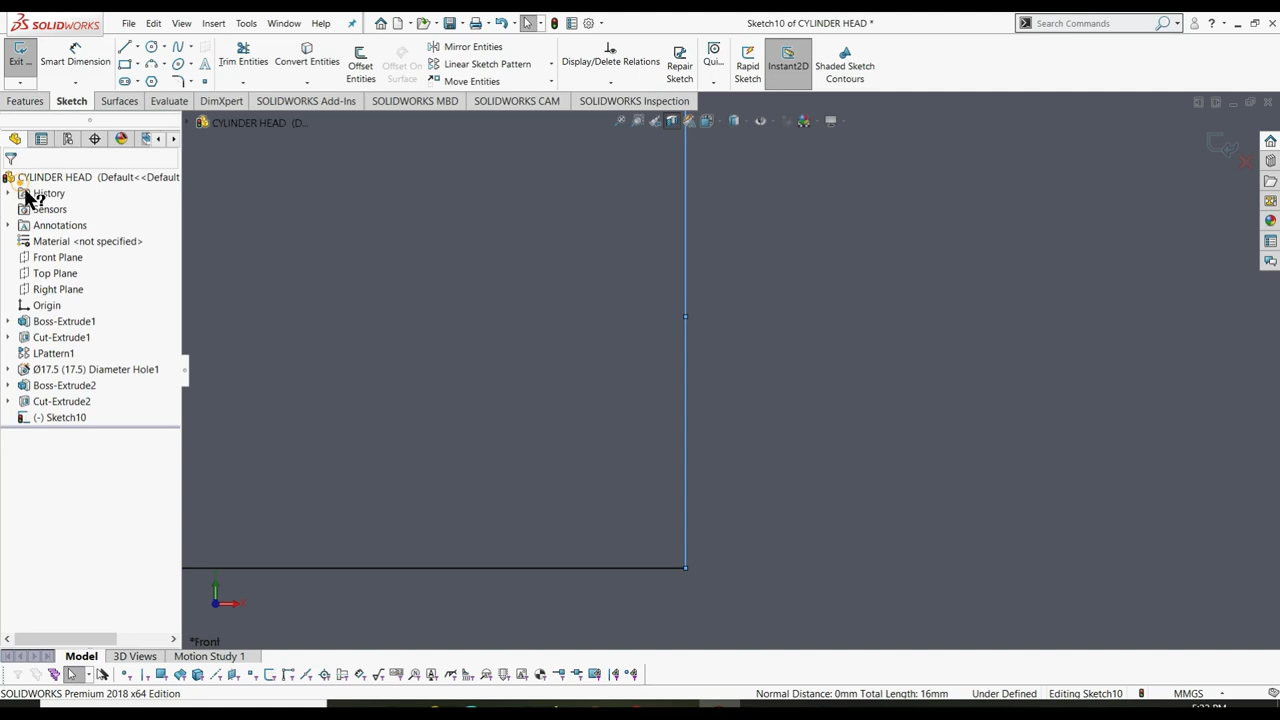 SOLIDWORKS File Edit View Insert Tools Window Help Sketch10 of CYLINDER HEAD * Search Commands
Exit ... Smart Dimension Trim Entities Convert Entities Offset Entities Offset On Surface Mirror Entities Linear Sketch Pattern Move Entities Display/Delete Relations Repair Sketch Qui... Rapid Sketch Instant2D Shaded Sketch Contours
Features Sketch Surfaces Evaluate DimXpert SOLIDWORKS Add-Ins SOLIDWORKS MBD SOLIDWORKS CAM SOLIDWORKS Inspection
CYLINDER HEAD (D...
CYLINDER HEAD (Default<<Default
History
Sensors
Annotations
Material <not specified>
Front Plane
Top Plane
Right Plane
Origin
Boss-Extrude1
Cut-Extrude1
LPattern1
Ø17.5 (17.5) Diameter Hole1
Boss-Extrude2
Cut-Extrude2
(-) Sketch10
*Front
Model 3D Views Motion Study 1
SOLIDWORKS Premium 2018 x64 Edition Normal Distance: 0mm Total Length: 16mm Under Defined Editing Sketch10 MMGS